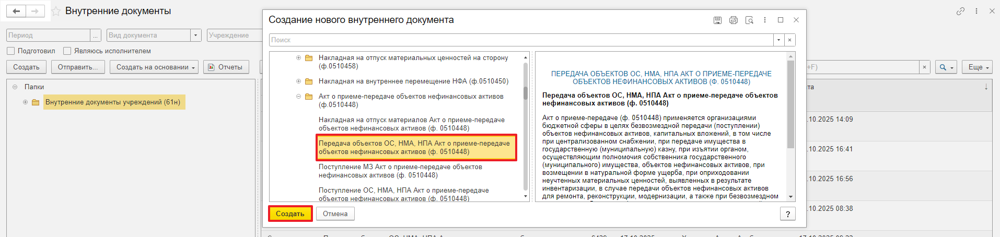 Внутренние документы
Период
...
Вид документа
Учреждение
Подготовил
Являюсь исполнителем
Создать
Отправить...
Создать на основании
Отчеты
Папки
Внутренние документы учреждений (61н)
Создание нового внутреннего документа
Поиск
Накладная на отпуск материальных ценностей на сторону
(ф.0510458)
Накладная на внутреннее перемещение НФА (ф.0510450)
Акт о приеме-передаче объектов нефинансовых активов
(ф.0510448)
Накладная на отпуск материалов Акт о приеме-передаче
объектов нефинансовых активов (ф. 0510448)
Передача объектов ОС, НМА, НПА Акт о приеме-передаче
объектов нефинансовых активов (ф. 0510448)
Поступление МЗ Акт о приеме-передаче объектов
нефинансовых активов (ф. 0510448)
Поступление ОС, НМА, НПА Акт о приеме-передаче
объектов нефинансовых активов (ф. 0510448)
ПЕРЕДАЧА ОБЪЕКТОВ ОС, НМА, НПА АКТ О ПРИЕМЕ-ПЕРЕДАЧЕ
ОБЪЕКТОВ НЕФИНАНСОВЫХ АКТИВОВ (Ф. 0510448)
Передача объектов ОС, НМА, НПА Акт о приеме-передаче объектов
нефинансовых активов (ф. 0510448)
Акт о приеме-передаче (ф. 0510448) применяется организациями
бюджетной сферы в целях безвозмездной передачи (поступлении)
объектов нефинансовых активов, капитальных вложений, в том числе
при централизованном снабжении, при передаче имущества в
государственную (муниципальную) казну, при изъятии органом,
осуществляющим полномочия собственника государственного
(муниципального) имущества, объектов нефинансовых активов, при
возмещении в натуральной форме ущерба, при оприходовании
неучтенных материальных ценностей, выявленных в результате
инвентаризации, в случае передачи объектов нефинансовых активов
для ремонта, реконструкции, модернизации, а также при безвозмездном
Создать
Отмена
?
+F)
Еще
та
.10.2025 14:09
.10.2025 16:41
.10.2025 16:56
.10.2025 08:38